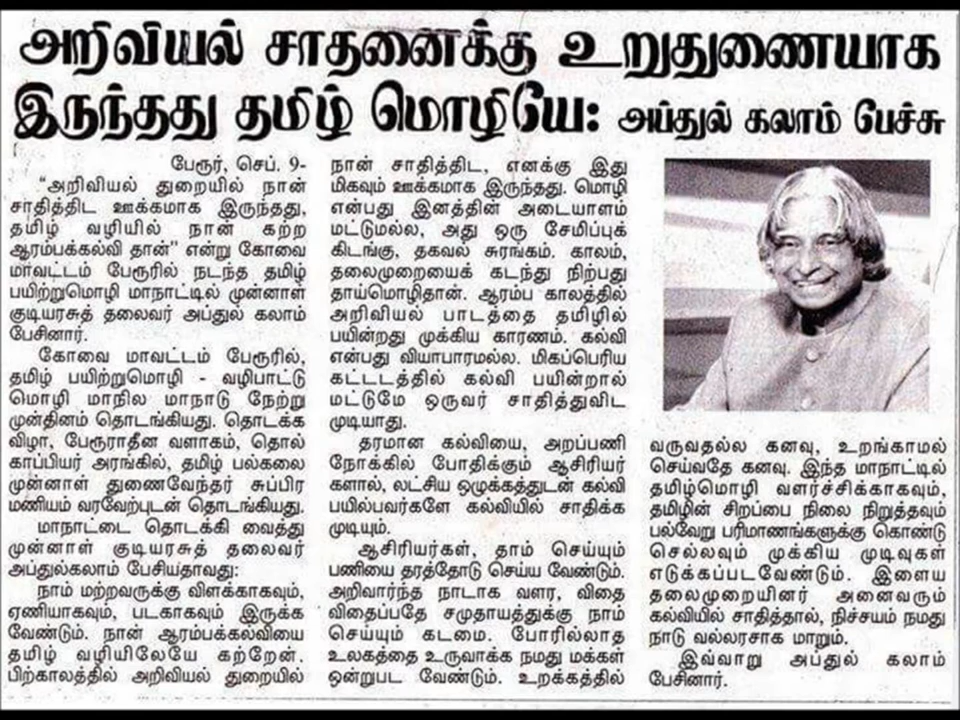 அறிவியல் சாதனைக்கு உறுதுணையாக
இருந்தது தமிழ் மொழியே: அப்துல் கலாம் பேச்சு
பேரூர், செப். 9-
"அறிவியல் துறையில் நான்
சாதித்திட ஊக்கமாக இருந்தது,
தமிழ் வழியில் நான் கற்ற
ஆரம்பக்கல்வி தான்" என்று கோவை
மாவட்டம் பேரூரில் நடந்த தமிழ்
பயிற்றுமொழி மாநாட்டில் முன்னாள்
குடியரசுத் தலைவர் அப்துல் கலாம்
பேசினார்.
கோவை மாவட்டம் பேரூரில்,
தமிழ் பயிற்றுமொழி - வழிபாட்டு
மொழி மாநில மாநாடு நேற்று
முன்தினம் தொடங்கியது. தொடக்க
விழா, பேரூராதீன வளாகம், தொல்
காப்பியர் அரங்கில், தமிழ் பல்கலை
முன்னாள் துணைவேந்தர் சுப்பிர
மணியம் வரவேற்புடன் தொடங்கியது.
மாநாட்டை தொடக்கி வைத்து
முன்னாள் குடியரசுத் தலைவர்
அப்துல்கலாம் பேசியதாவது:
நாம் மற்றவருக்கு விளக்காகவும்,
ஏணியாகவும், படகாகவும் இருக்க
வேண்டும். நான் ஆரம்பக்கல்வியை
தமிழ் வழியிலேயே கற்றேன்.
பிற்காலத்தில் அறிவியல் துறையில்
நான் சாதித்திட, எனக்கு இது
மிகவும் ஊக்கமாக இருந்தது. மொழி
என்பது இனத்தின் அடையாளம்
மட்டுமல்ல, அது ஒரு சேமிப்புக்
கிடங்கு, தகவல் சுரங்கம். காலம்,
தலைமுறையைக் கடந்து நிற்பது
தாய்மொழிதான். ஆரம்ப காலத்தில்
அறிவியல் பாடத்தை தமிழில்
பயின்றது முக்கிய காரணம். கல்வி
என்பது வியாபாரமல்ல. மிகப்பெரிய
கட்டடத்தில் கல்வி பயின்றால்
மட்டுமே ஒருவர் சாதித்துவிட
முடியாது.
தரமான கல்வியை, அறப்பணி
நோக்கில் போதிக்கும் ஆசிரியர்
களால், லட்சிய ஒழுக்கத்துடன் கல்வி
பயில்பவர்களே கல்வியில் சாதிக்க
முடியும்.
ஆசிரியர்கள், தாம் செய்யும்
பணியை தரத்தோடு செய்ய வேண்டும்.
அறிவார்ந்த நாடாக வளர, விதை
விதைப்பதே சமுதாயத்துக்கு நாம்
செய்யும் கடமை. போரில்லாத
உலகத்தை உருவாக்க நமது மக்கள்
ஒன்றுபட வேண்டும். உறக்கத்தில்
வருவதல்ல கனவு, உறங்காமல்
செய்வதே கனவு. இந்த மாநாட்டில்
தமிழ்மொழி வளர்ச்சிக்காகவும்,
தமிழின் சிறப்பை நிலை நிறுத்தவும்
பல்வேறு பரிமாணங்களுக்கு கொண்டு
செல்லவும் முக்கிய முடிவுகள்
எடுக்கப்படவேண்டும். இளைய
தலைமுறையினர் அனைவரும்
கல்வியில் சாதித்தால், நிச்சயம் நமது
நாடு வல்லரசாக மாறும்.
இவ்வாறு அப்துல் கலாம்
பேசினார்.